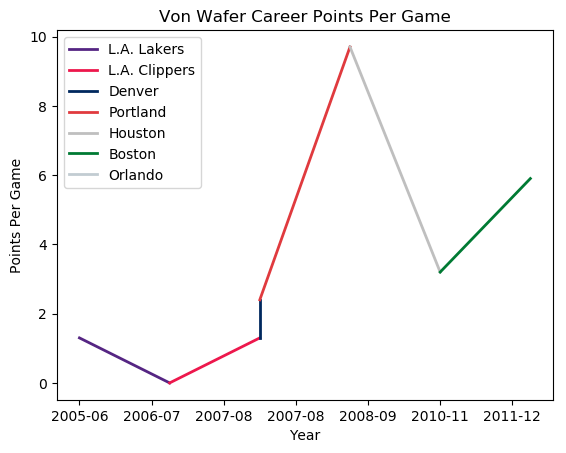 Von Wafer Career Points Per Game
10
8
6
4
2
0
Points Per Game
L.A. Lakers
L.A. Clippers
Denver
Portland
Houston
Boston
Orlando
2005-06 2006-07 2007-08 2007-08 2008-09 2010-11 2011-12
Year